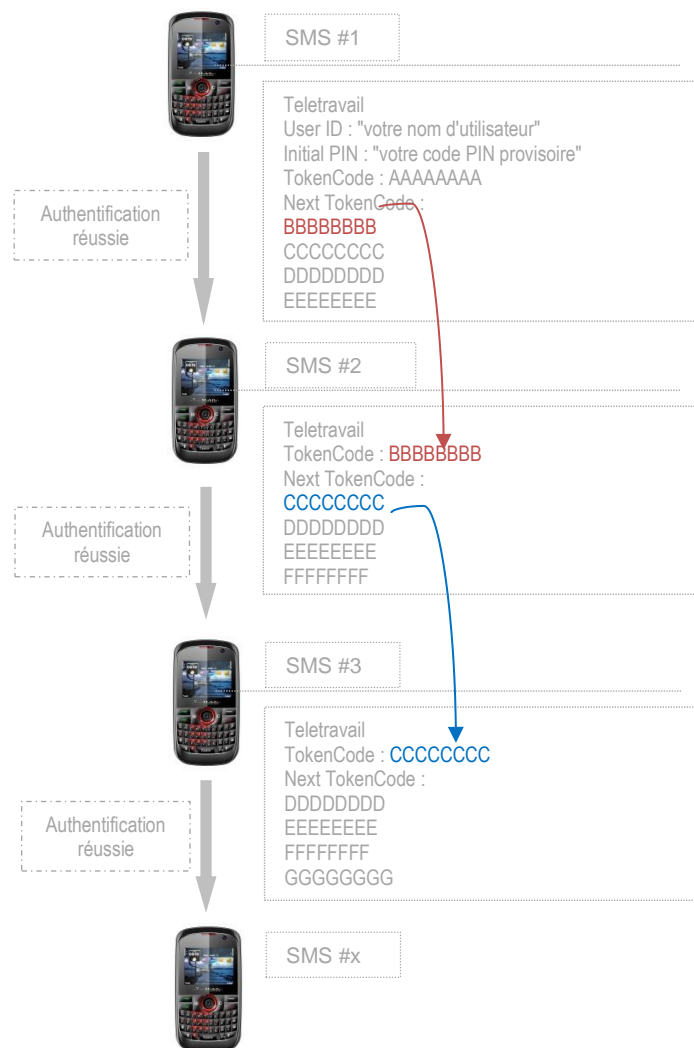 SMS #1
Teletravail
User ID : "votre nom d'utilisateur"
Initial PIN : "votre code PIN provisoire"
TokenCode : AAAAAAAA
Next TokenCode :
BBBBBBBB
CCCCCCCC
DDDDDDDD
EEEEEEEE
Authentification
réussie
SMS #2
Teletravail
TokenCode : BBBBBBBB
Next TokenCode :
CCCCCCCC
DDDDDDDD
EEEEEEEE
FFFFFFFF
Authentification
réussie
SMS #3
Teletravail
TokenCode : CCCCCCCC
Next TokenCode :
DDDDDDDD
EEEEEEEE
FFFFFFFF
GGGGGGGG
Authentification
réussie
SMS #x